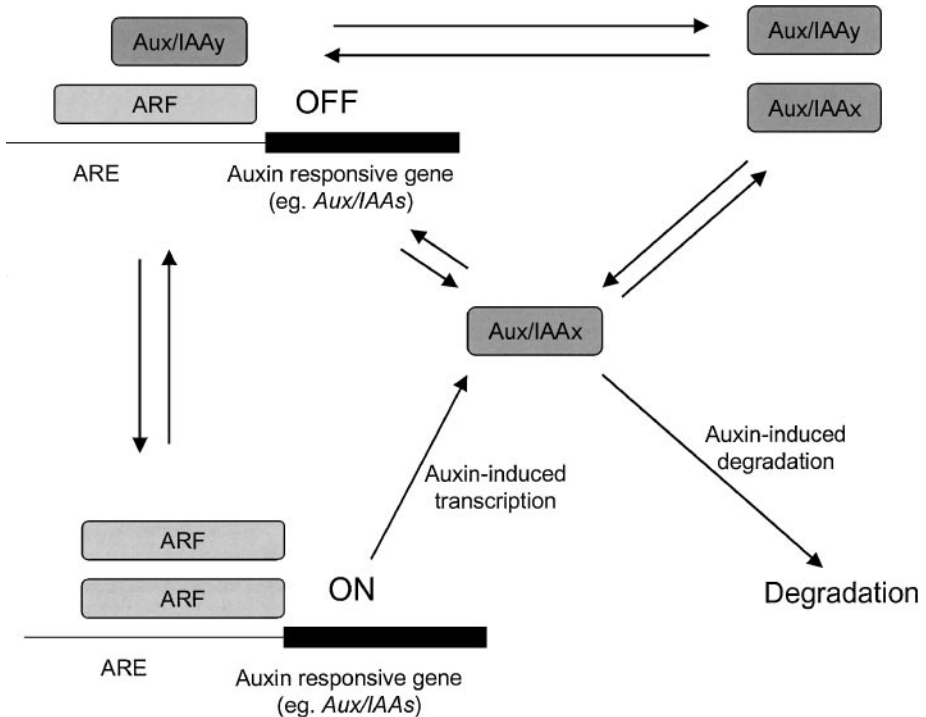 Aux/IAAy
ARF
OFF
ARE
Auxin responsive gene
(eg. Aux/IAAs)
Aux/IAAy
Aux/IAAx
Aux/IAAx
Auxin-induced
transcription
Auxin-induced
degradation
Degradation
ARF
ARF
ON
ARE
Auxin responsive gene
(eg. Aux/IAAs)